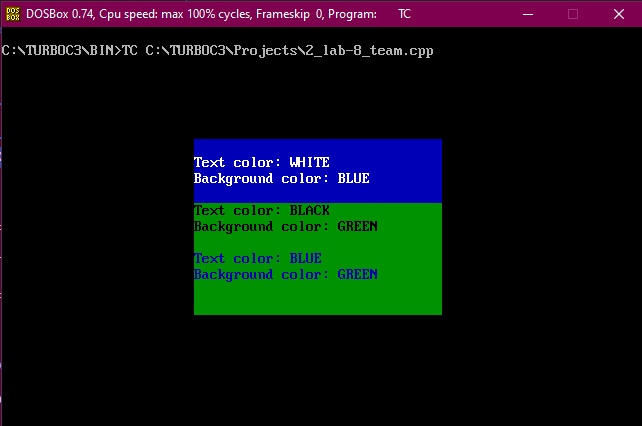 DOS
BOX
DOSBox 0.74, Cpu speed: max 100% cycles, Frameskip 0, Program: TC
C:\TURBOC3\BIN>TC C:\TURBOC3\Projects\2_lab-8_team.cpp
Text color: WHITE
Background color: BLUE
Text color: BLACK
Background color: GREEN
Text color: BLUE
Background color: GREEN